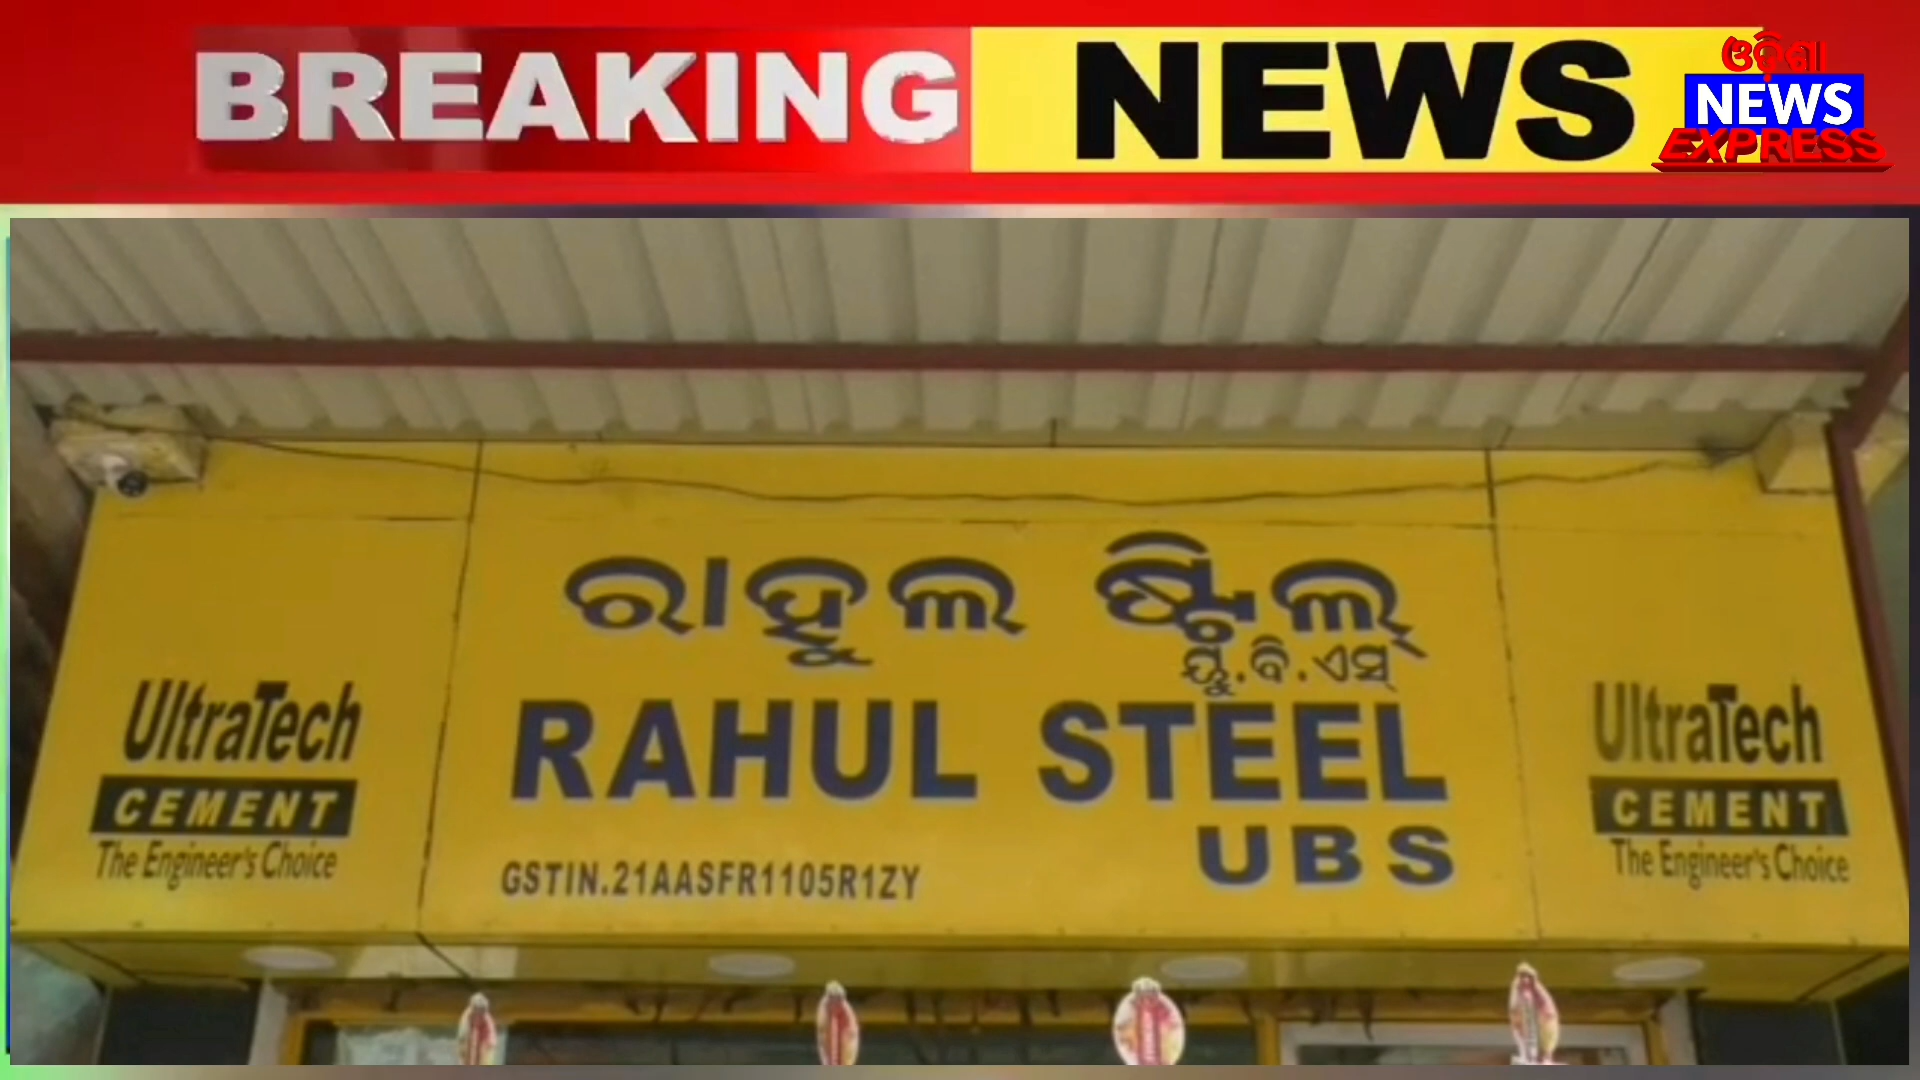 BREAKING NEWS
ଓଡ଼ିଶା
NEWS
EXPRESS
ରାହୁଲ ଷ୍ଟିଲ୍
ୟୁ.ବି.ଏସ୍
RAHUL STEEL
UBS
GSTIN.21AASFR1105R1ZY
UltraTech
CEMENT
The Engineer's Choice
UltraTech
CEMENT
The Engineer's Choice